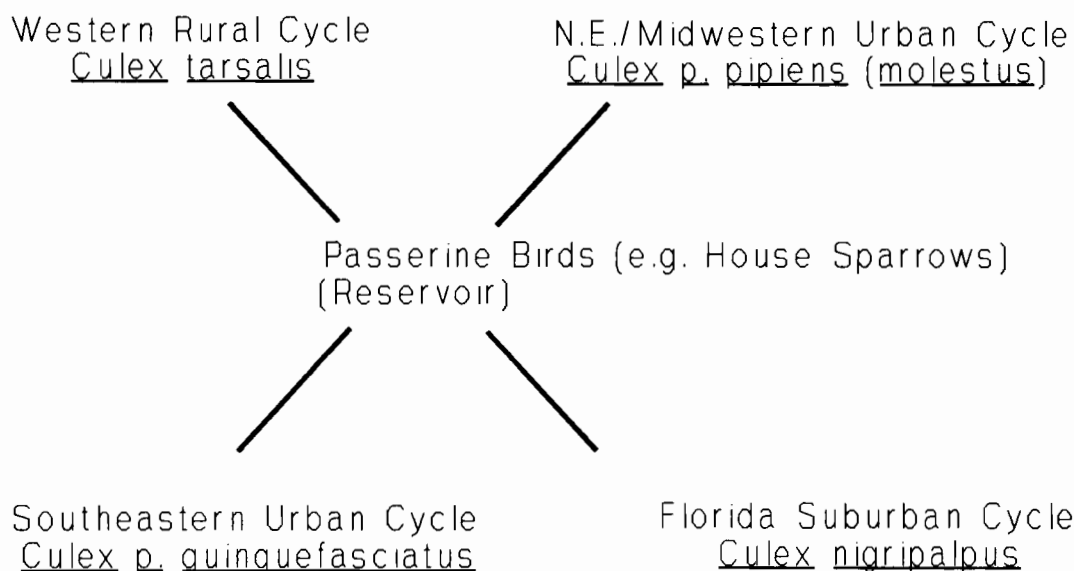 Western Rural Cycle
Culex tarsalis
N.E./Midwestern Urban Cycle
Culex p. pipiens (molestus)
Passerine Birds (e.g. House Sparrows)
(Reservoir)
Southeastern Urban Cycle
Culex p. quinquefasciatus
Florida Suburban Cycle
Culex nigripalpus